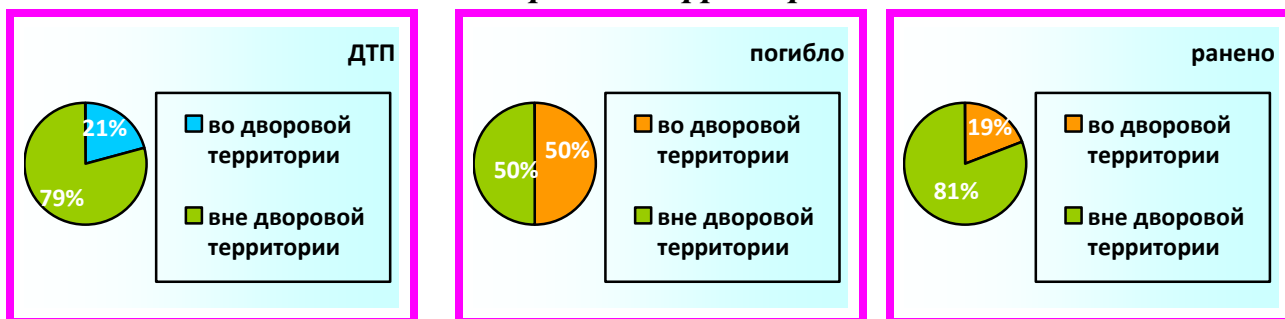 ДТП
21%
79%
во дворовой
территории
вне дворовой
территории
погибло
50%
50%
во дворовой
территории
вне дворовой
территории
ранено
19%
81%
во дворовой
территории
вне дворовой
территории